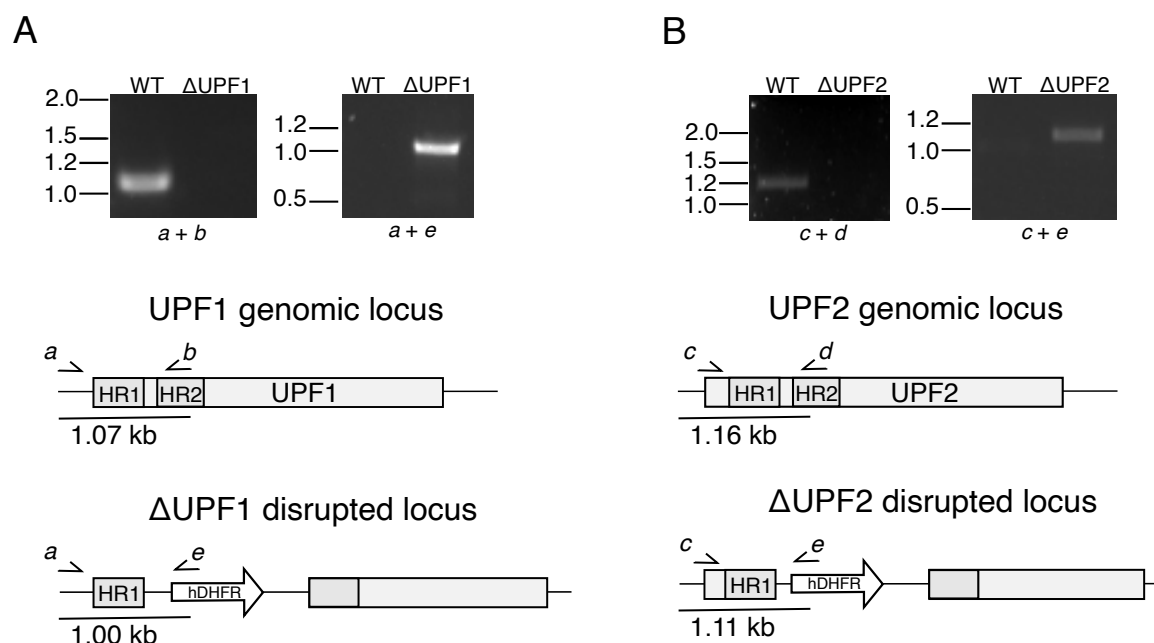 A
B
WT ΔUPF1
2.0
1.5
1.2
1.0
a + b
WT ΔUPF1
1.2
1.0
0.5
a + e
WT ΔUPF2
2.0
1.5
1.2
1.0
c + d
WT ΔUPF2
1.2
1.0
0.5
c + e
UPF1 genomic locus
a
b
HR1 HR2 UPF1
1.07 kb
ΔUPF1 disrupted locus
a
e
HR1 hDHFR
1.00 kb
UPF2 genomic locus
c
d
HR1 HR2 UPF2
1.16 kb
ΔUPF2 disrupted locus
c
e
HR1 hDHFR
1.11 kb